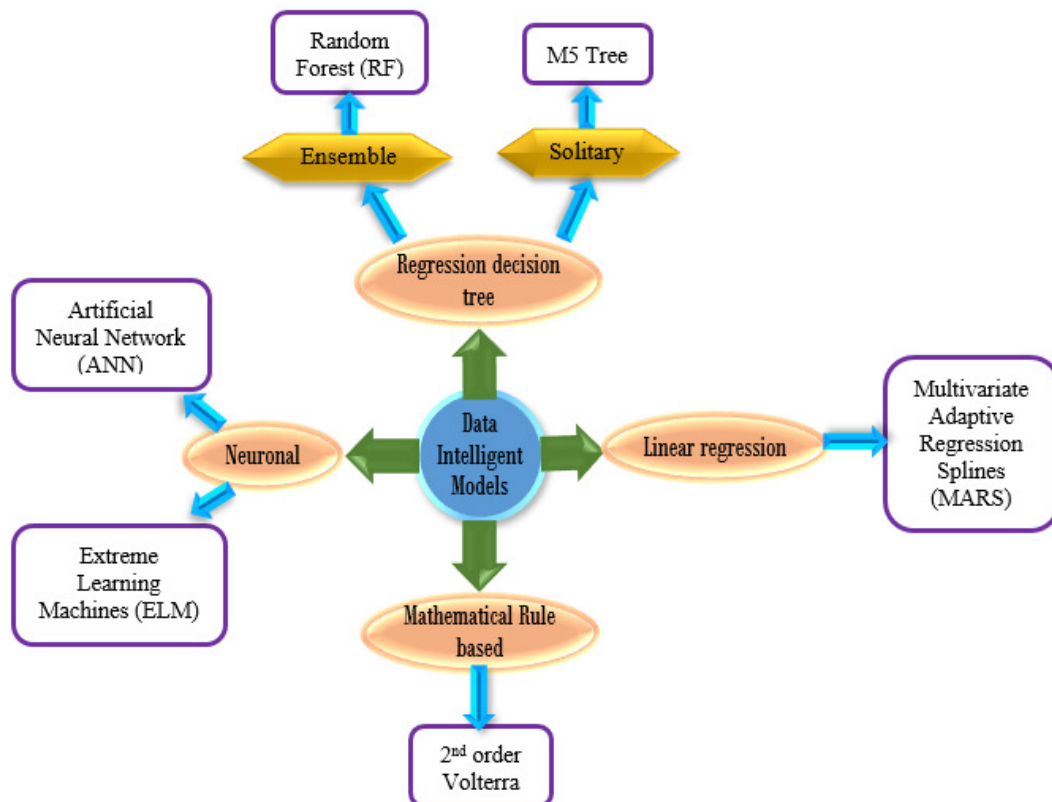 Random
Forest (RF)
M5 Tree
Ensemble
Solitary
Regression decision
tree
Artificial
Neural Network
(ANN)
Neuronal
Data
Intelligent
Models
Linear regression
Multivariate
Adaptive
Regression
Splines
(MARS)
Extreme
Learning
Machines (ELM)
Mathematical Rule
based
2nd order
Volterra